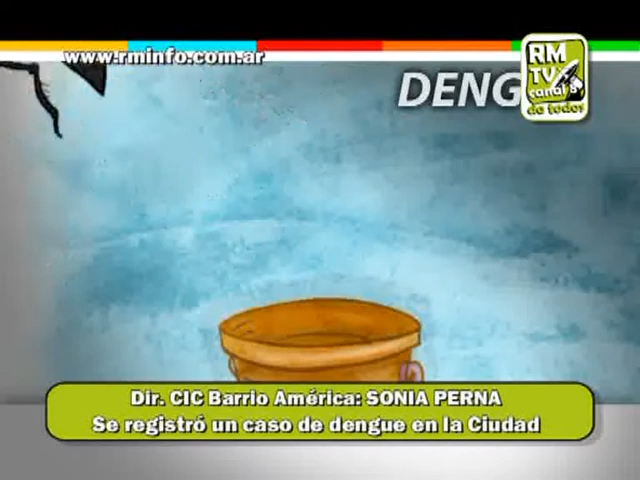 www.rminfo.com.ar
RM
TV
canal 8
de todos
DENG
Dir. CIC Barrio América: SONIA PERNA
Se registró un caso de dengue en la Ciudad